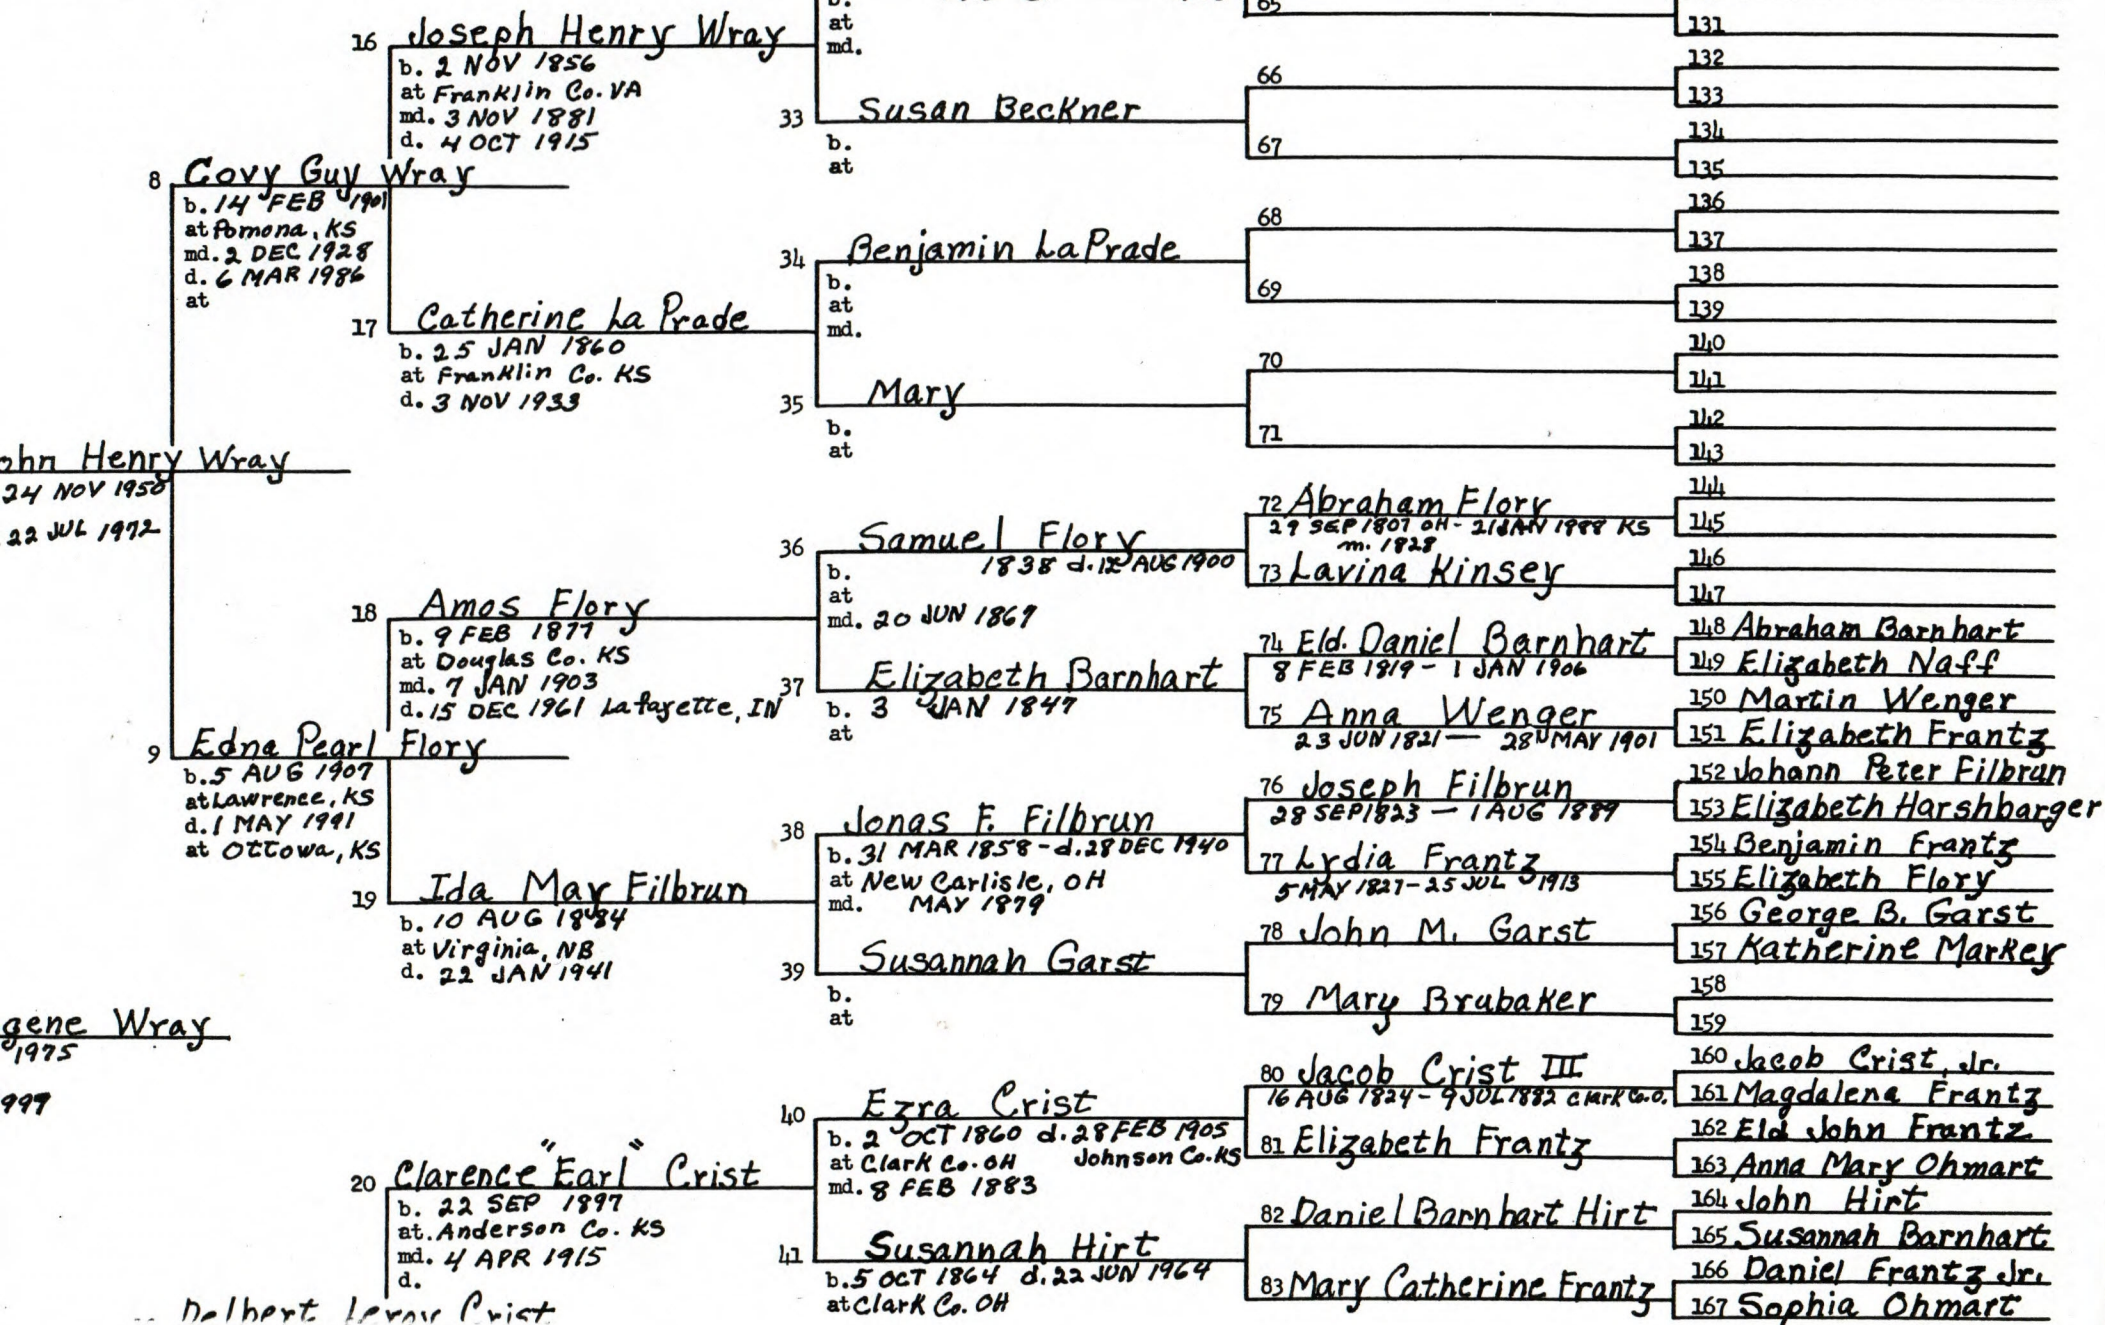 16 Joseph Henry Wray
b. 2 NOV 1856
at Franklin Co. VA
md. 3 NOV 1881
d. 4 OCT 1915
8 Covy Guy Wray
b. 14 FEB 1901
at Pomona, KS
md. 2 DEC 1928
d. 6 MAR 1986
at
17 Catherine La Prade
b. 25 JAN 1860
at Franklin Co. KS
d. 3 NOV 1933
ohn Henry Wray
24 NOV 1950
22 JUL 1972
18 Amos Flory
b. 9 FEB 1877
at Douglas Co. KS
md. 7 JAN 1903
d. 15 DEC 1961 Lafayette, IN
9 Edna Pearl Flory
b. 5 AUG 1907
at Lawrence, KS
d. 1 MAY 1991
at Ottowa, KS
19 Ida May Filbrun
b. 10 AUG 1884
at Virginia, NB
d. 22 JAN 1941
gene Wray
1975
999
20 Clarence "Earl" Crist
b. 22 SEP 1897
at. Anderson Co. KS
md. 4 APR 1915
d.
Delbert Leroy Crist
b.
at
md.
33 Susan Beckner
b.
at
34 Benjamin La Prade
b.
at
md.
35 Mary
b.
at
36 Samuel Flory
b. 1838 d. AUG 1900
at
md. 20 JUN 1867
37 Elizabeth Barnhart
b. 3 JAN 1847
at
38 Jonas F. Filbrun
b. 31 MAR 1858 - d. 28 DEC 1940
at New Carlisle, OH
md. MAY 1879
39 Susannah Garst
b.
at
40 Ezra Crist
b. 2 OCT 1860 d. 28 FEB 1905
at Clark Co. OH Johnson Co. KS
md. 8 FEB 1883
41 Susannah Hirt
b. 5 OCT 1864 d. 22 JUN 1964
at Clark Co. OH
65
66
67
68
69
70
71
72 Abraham Flory
29 SEP 1807 OH - 21 JAN 1888 KS
m. 1828
73 Lavina Kinsey
74 Eld. Daniel Barnhart
8 FEB 1819 - 1 JAN 1906
75 Anna Wenger
23 JUN 1821 - 28 MAY 1901
76 Joseph Filbrun
28 SEP 1823 - 1 AUG 1889
77 Lydia Frantz
5 MAY 1827 - 25 JUL 1913
78 John M. Garst
79 Mary Brubaker
80 Jacob Crist III
16 AUG 1824 - 9 JUL 1882 Clark Co. O.
81 Elizabeth Frantz
82 Daniel Barnhart Hirt
83 Mary Catherine Frantz
131
132
133
134
135
136
137
138
139
140
141
142
143
144
145
146
147
148 Abraham Barnhart
149 Elizabeth Naff
150 Martin Wenger
151 Elizabeth Frantz
152 Johann Peter Filbrun
153 Elizabeth Harshbarger
154 Benjamin Frantz
155 Elizabeth Flory
156 George B. Garst
157 Katherine Markey
158
159
160 Jacob Crist, Jr.
161 Magdalena Frantz
162 Eld John Frantz
163 Anna Mary Ohmart
164 John Hirt
165 Susannah Barnhart
166 Daniel Frantz Jr.
167 Sophia Ohmart